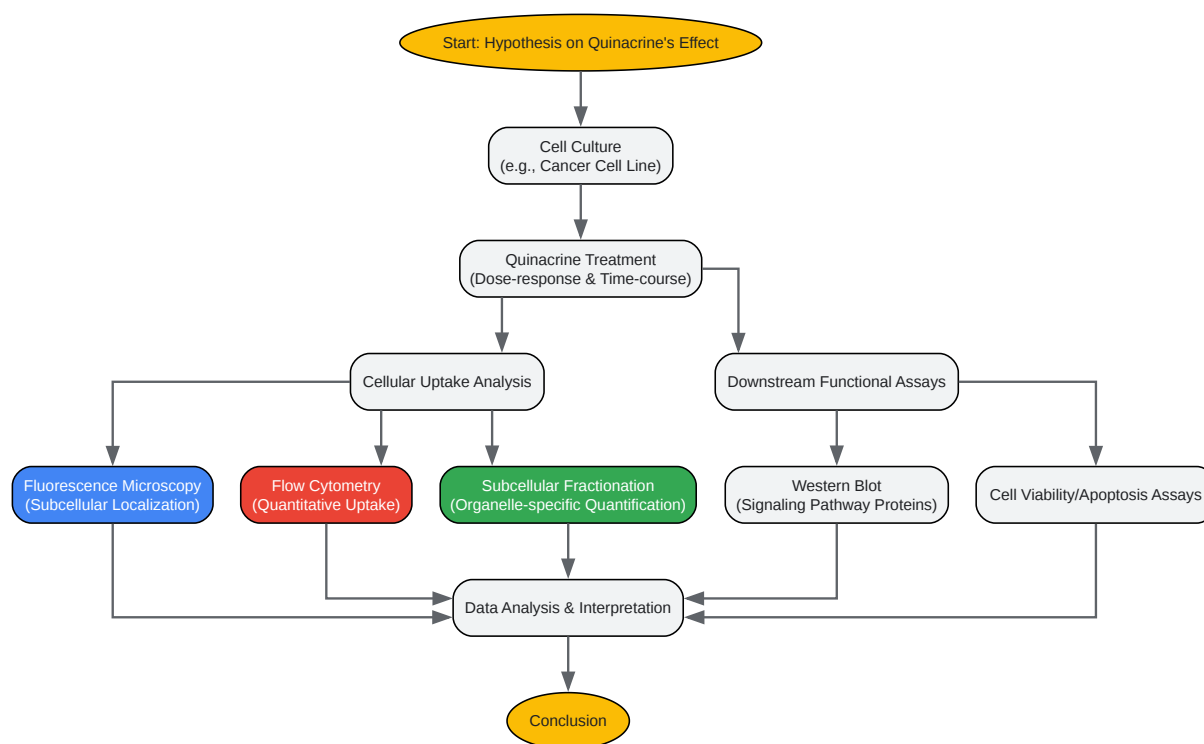 Start: Hypothesis on Quinacrine's Effect
Cell Culture
(e.g., Cancer Cell Line)
Quinacrine Treatment
(Dose-response & Time-course)
Cellular Uptake Analysis
Downstream Functional Assays
Fluorescence Microscopy
(Subcellular Localization)
Flow Cytometry
(Quantitative Uptake)
Subcellular Fractionation
(Organelle-specific Quantification)
Western Blot
(Signaling Pathway Proteins)
Cell Viability/Apoptosis Assays
Data Analysis & Interpretation
Conclusion